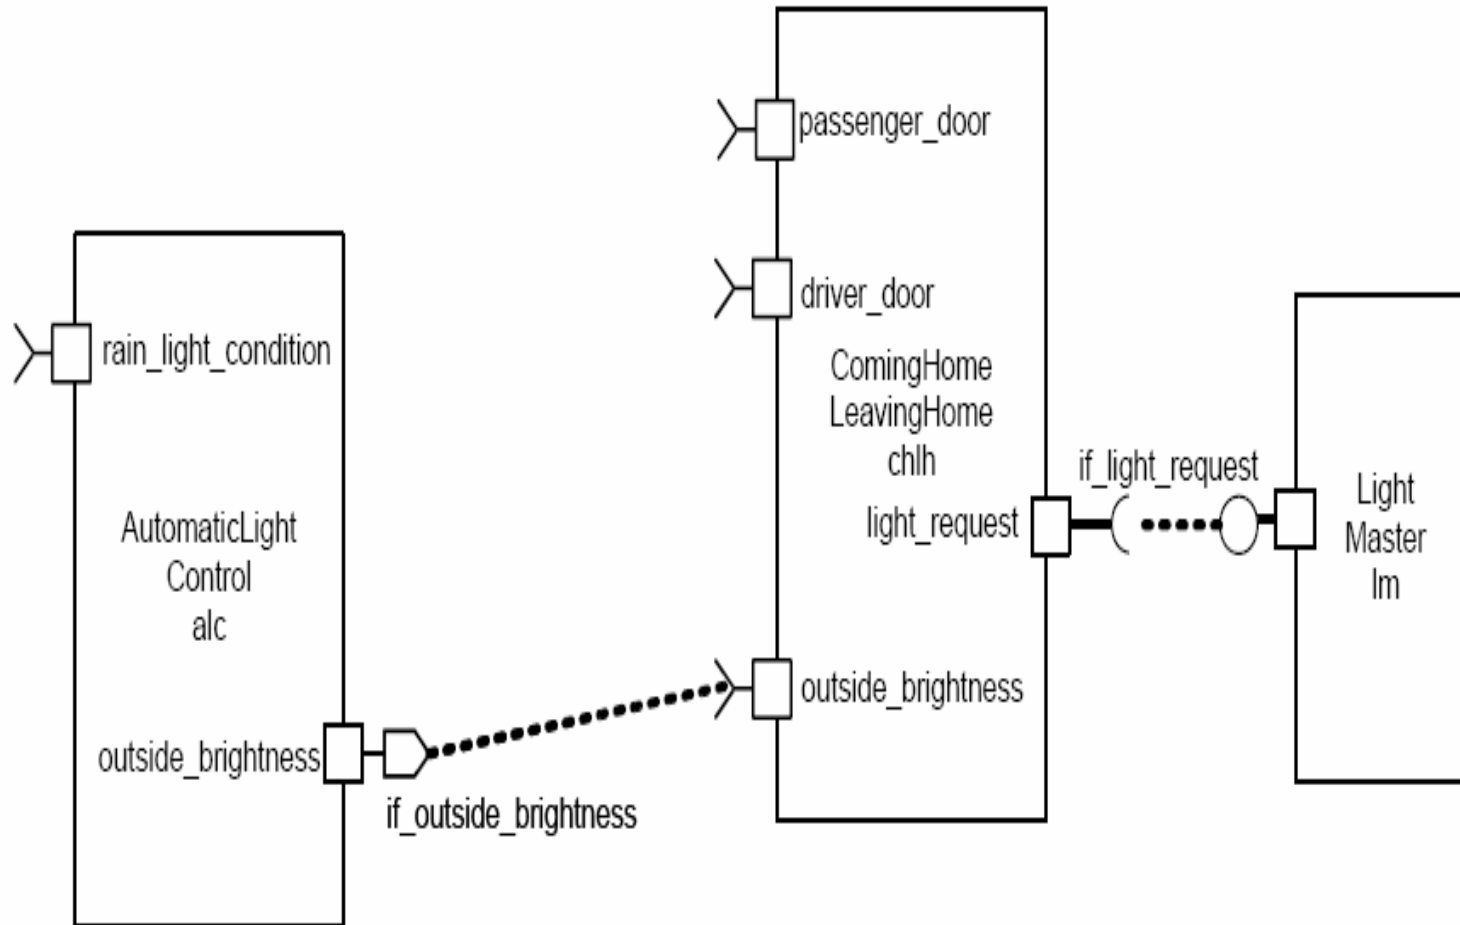 passenger_door
driver_door
rain_light_condition
ComingHome
LeavingHome
chlh
if_light_request
light_request
Light
Master
lm
AutomaticLight
Control
alc
outside_brightness
outside_brightness
if_outside_brightness